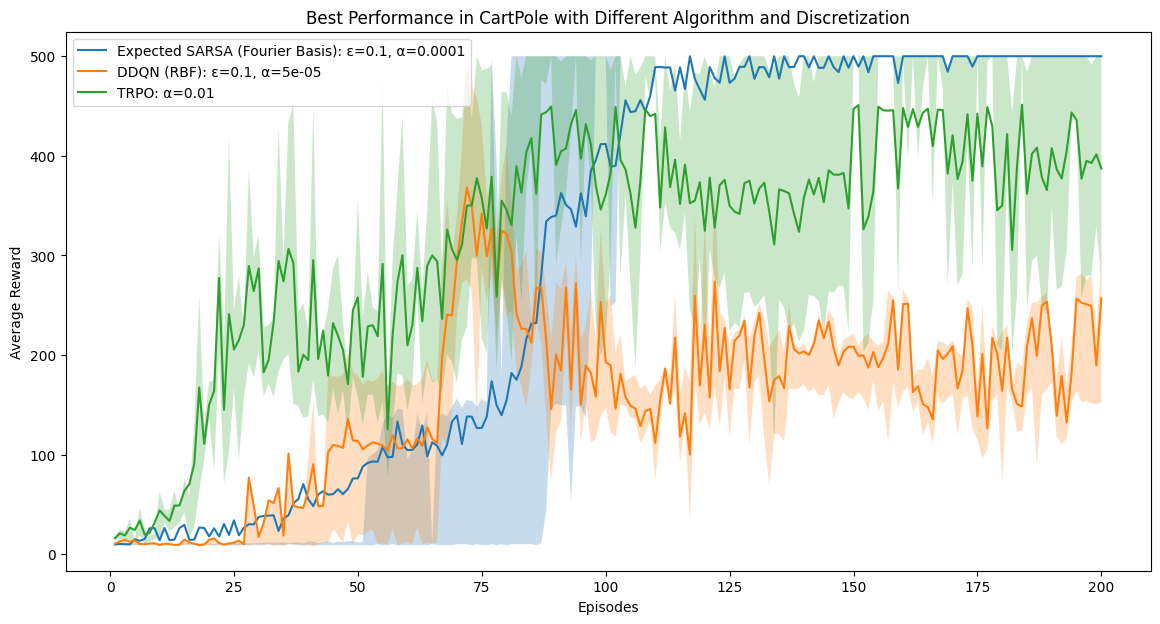 Best Performance in CartPole with Different Algorithm and Discretization
Expected SARSA (Fourier Basis): ε=0.1, α=0.0001
DDQN (RBF): ε=0.1, α=5e-05
TRPO: α=0.01
Average Reward
500
400
300
200
100
0
0 25 50 75 100 125 150 175 200
Episodes